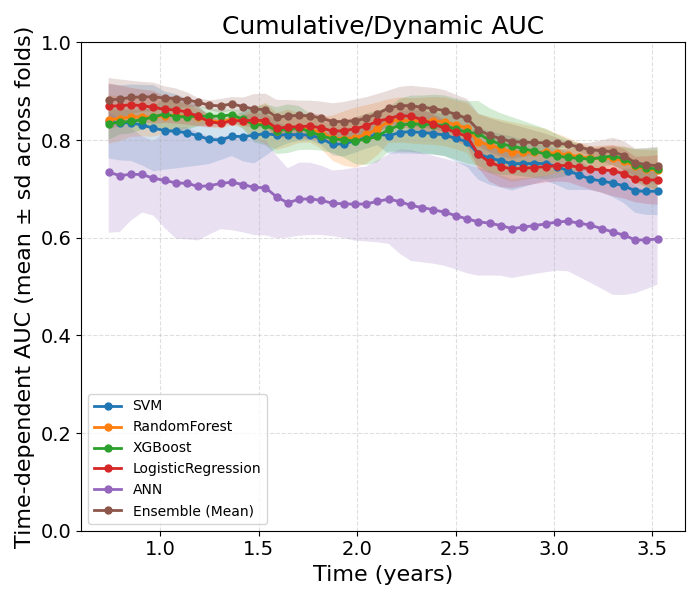 Cumulative/Dynamic AUC
Time-dependent AUC (mean ± sd across folds)
1.0
0.8
0.6
0.4
0.2
0.0
SVM
RandomForest
XGBoost
LogisticRegression
ANN
Ensemble (Mean)
1.0 1.5 2.0 2.5 3.0 3.5
Time (years)